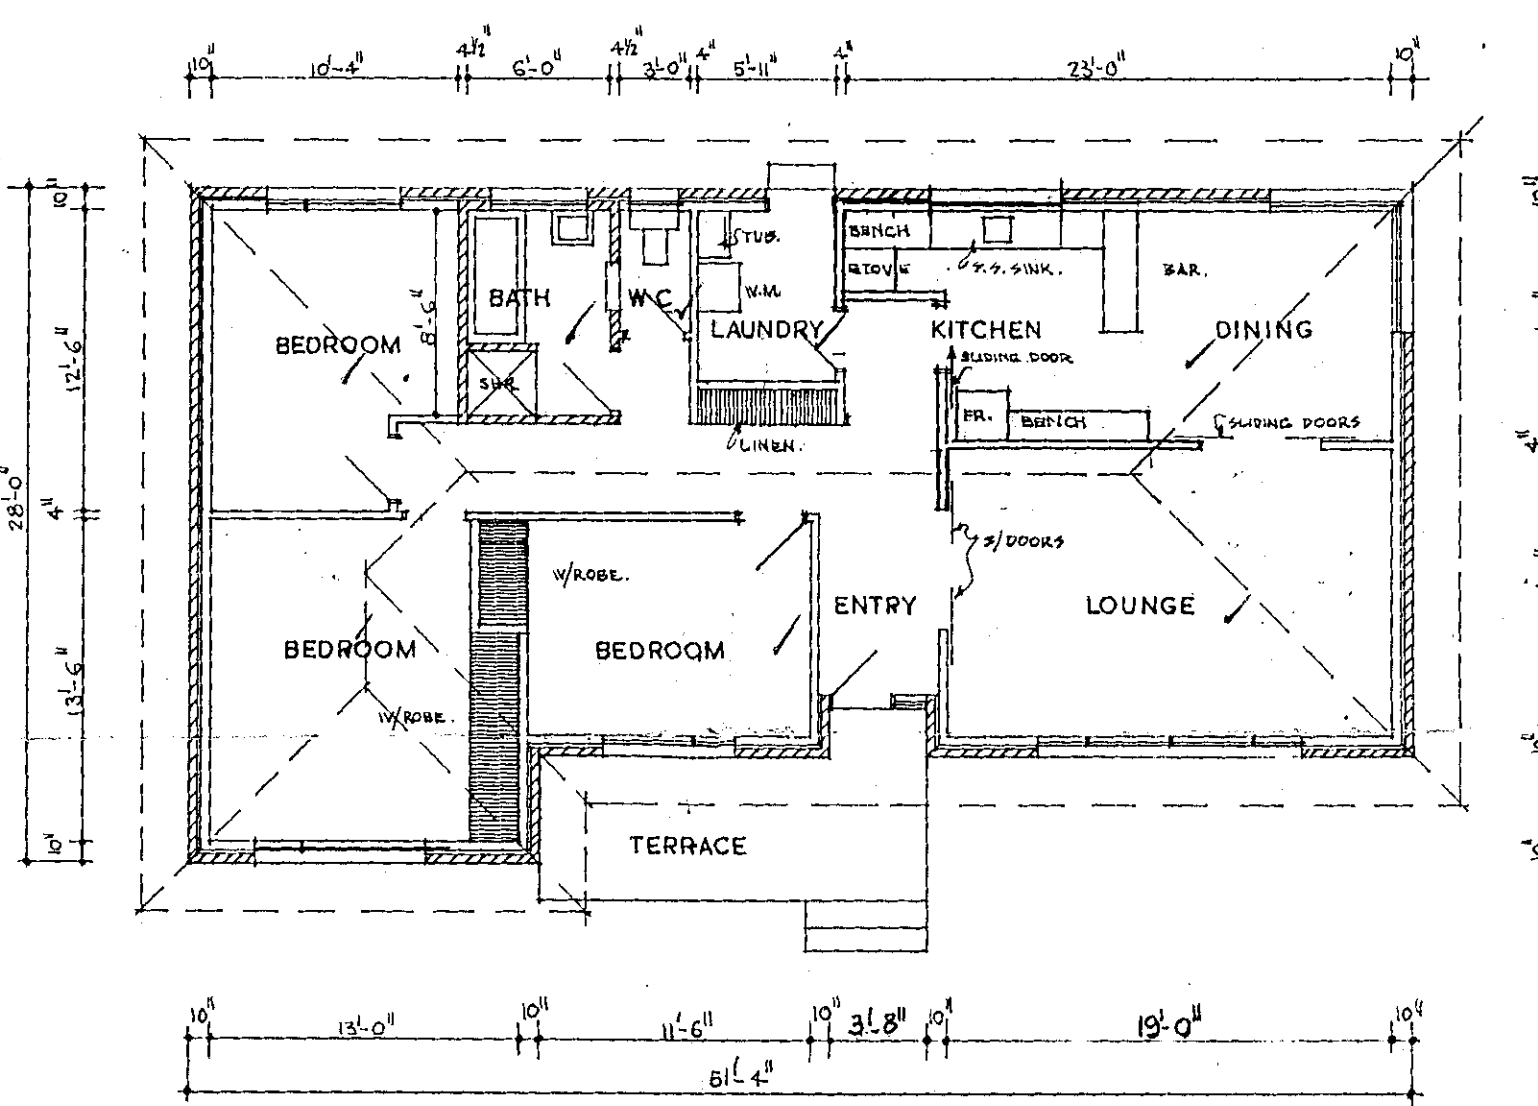 10" 10'-4" 4½" 6'-0" 4½" 3'-0" 4" 5'-11" 4" 23'-0" 10"
10"
12'-6"
4"
28'-0"
13'-6"
10"
BEDROOM
8'-6"
BATH
SHR
W C
S/TUB.
W.M.
LAUNDRY
LINEN.
BENCH
STOVE
S.S. SINK.
BAR.
KITCHEN
DINING
SLIDING DOOR
FR.
BENCH
SLIDING DOORS
S/DOORS
W/ROBE.
ENTRY
LOUNGE
BEDROOM
BEDROOM
W/ROBE.
TERRACE
4"
10" 13'-0" 10" 11'-6" 10" 3'-8" 10" 19'-0" 10"
51'-4"